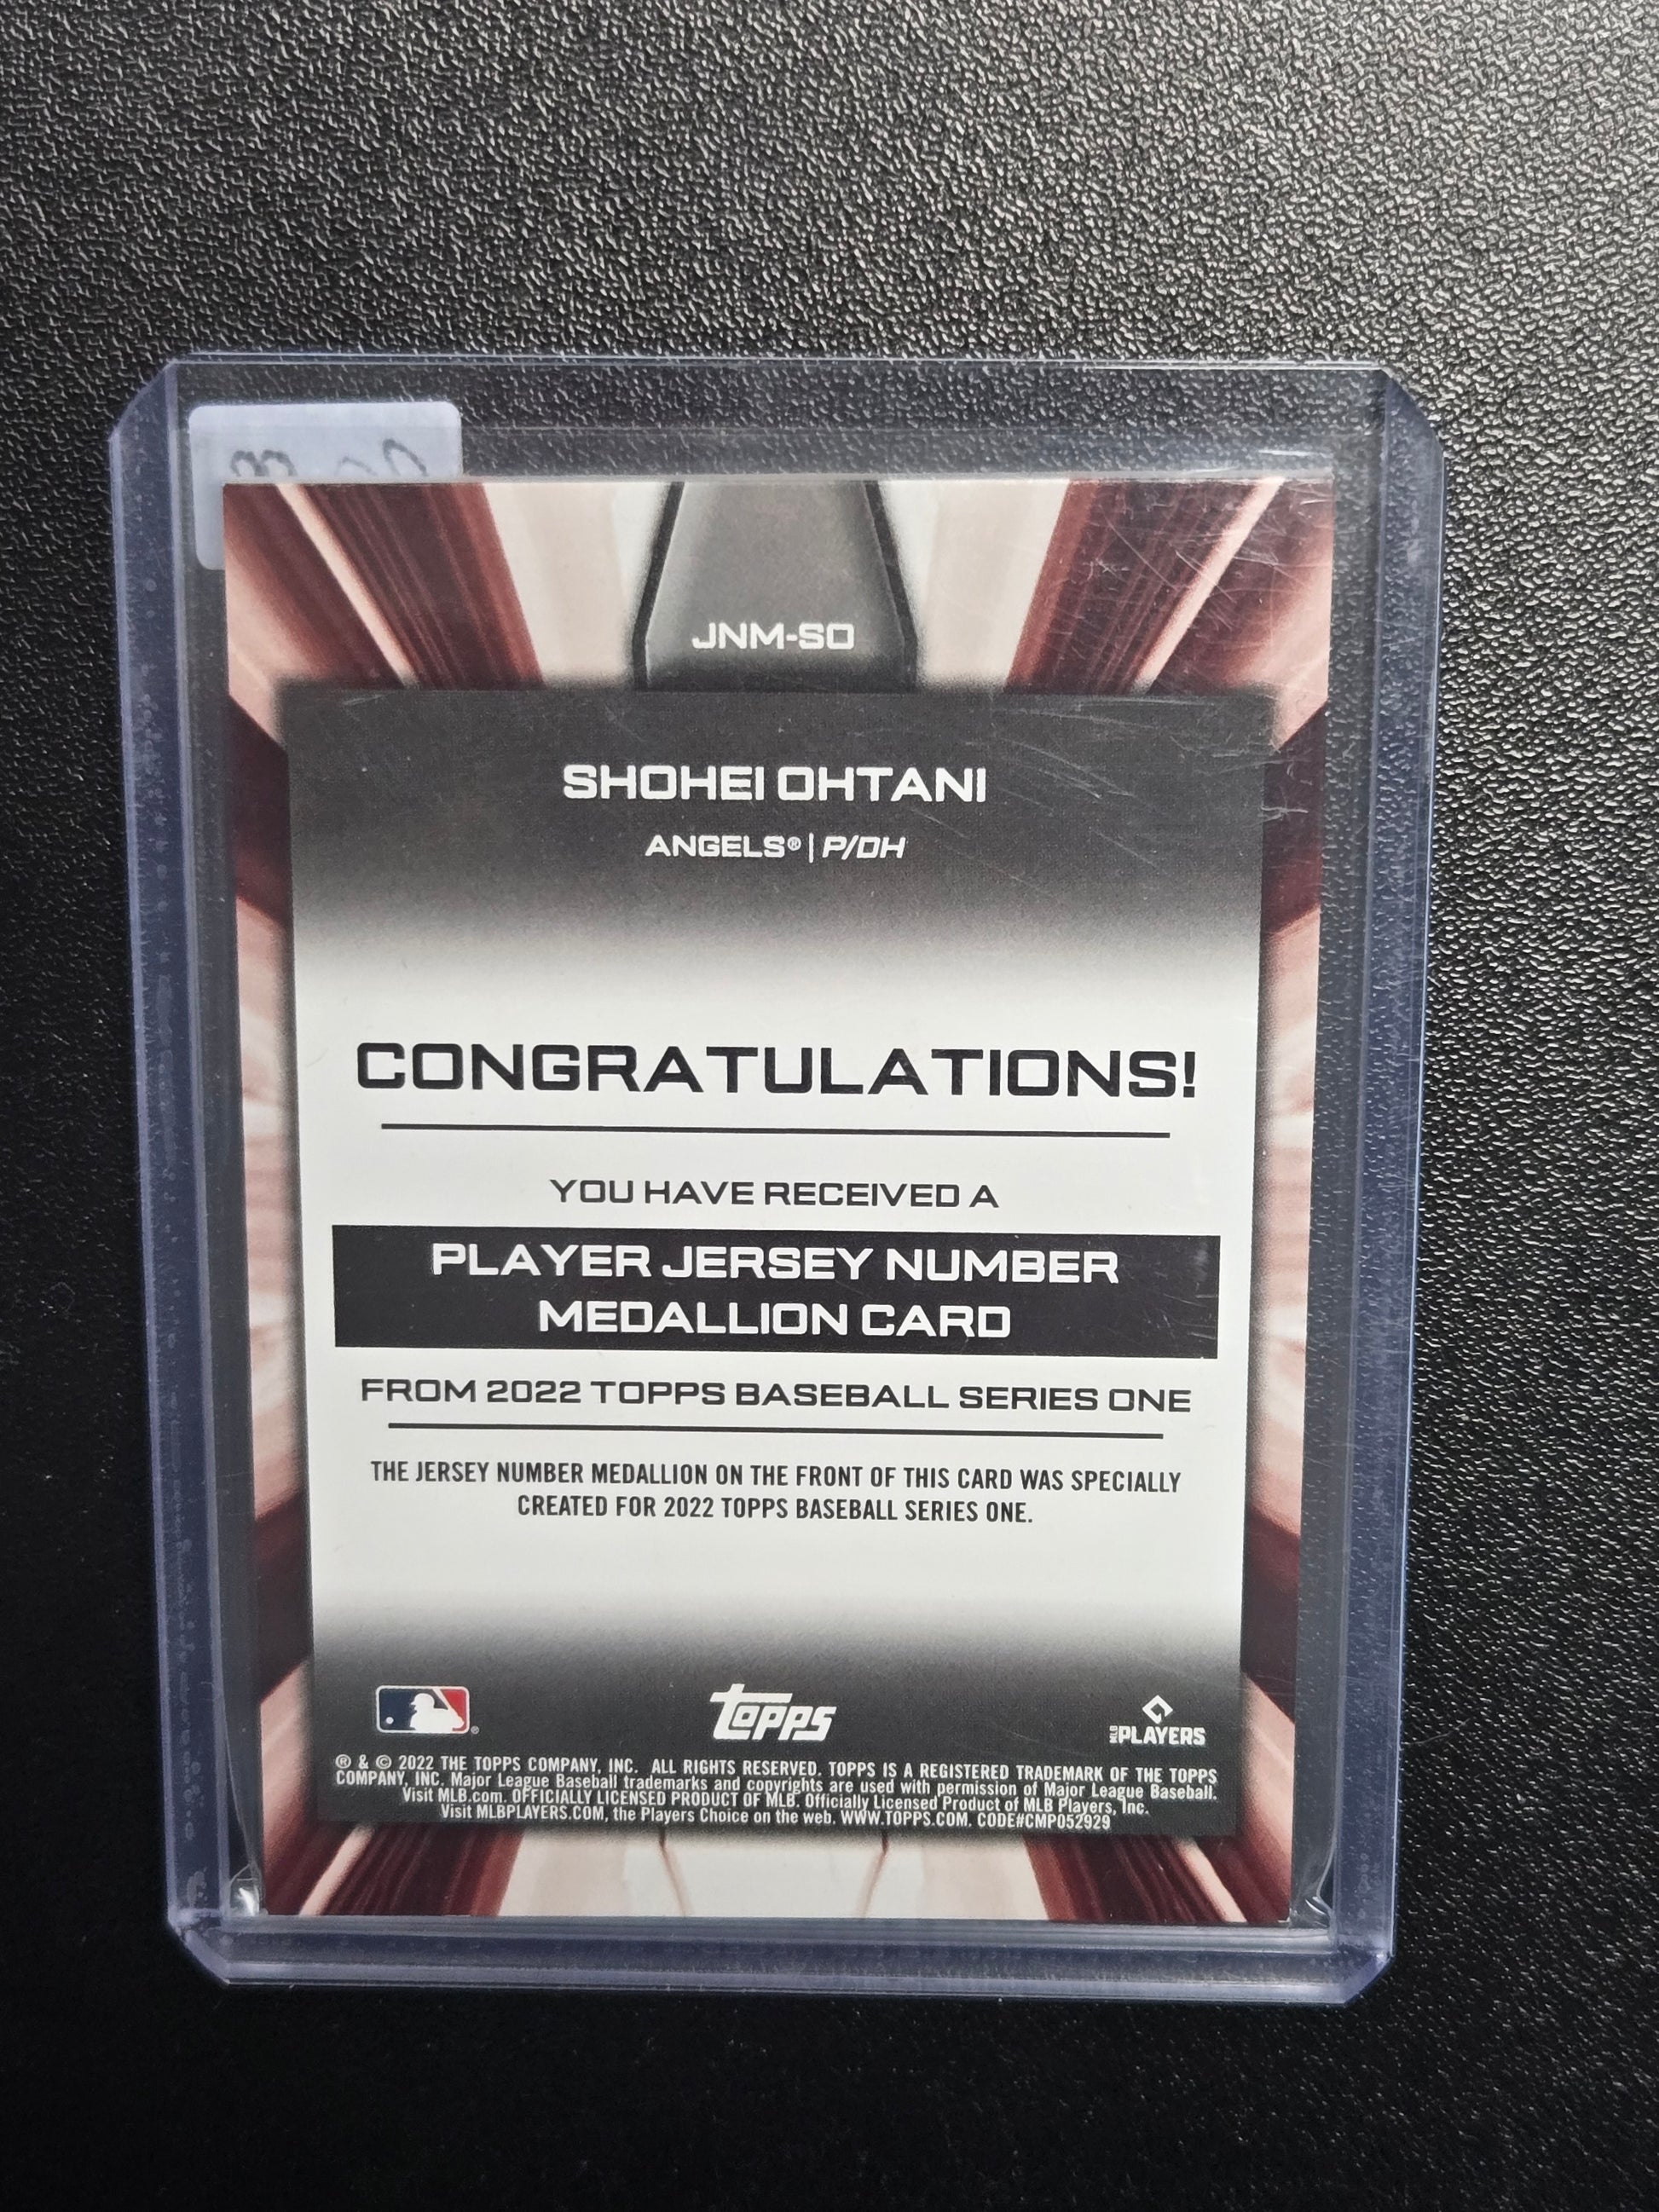 JNM-SO
SHOHEI OHTANI
ANGELS® | P/DH
CONGRATULATIONS!
YOU HAVE RECEIVED A
PLAYER JERSEY NUMBER
MEDALLION CARD
FROM 2022 TOPPS BASEBALL SERIES ONE
THE JERSEY NUMBER MEDALLION ON THE FRONT OF THIS CARD WAS SPECIALLY
CREATED FOR 2022 TOPPS BASEBALL SERIES ONE.
topps
MLB PLAYERS
® & © 2022 THE TOPPS COMPANY, INC. ALL RIGHTS RESERVED. TOPPS IS A REGISTERED TRADEMARK OF THE TOPPS
COMPANY, INC. Major League Baseball trademarks and copyrights are used with permission of Major League Baseball.
Visit MLB.com. OFFICIALLY LICENSED PRODUCT OF MLB. Officially Licensed Product of MLB Players, Inc.
Visit MLBPLAYERS.COM, the Players Choice on the web. WWW.TOPPS.COM. CODE#CMP052929